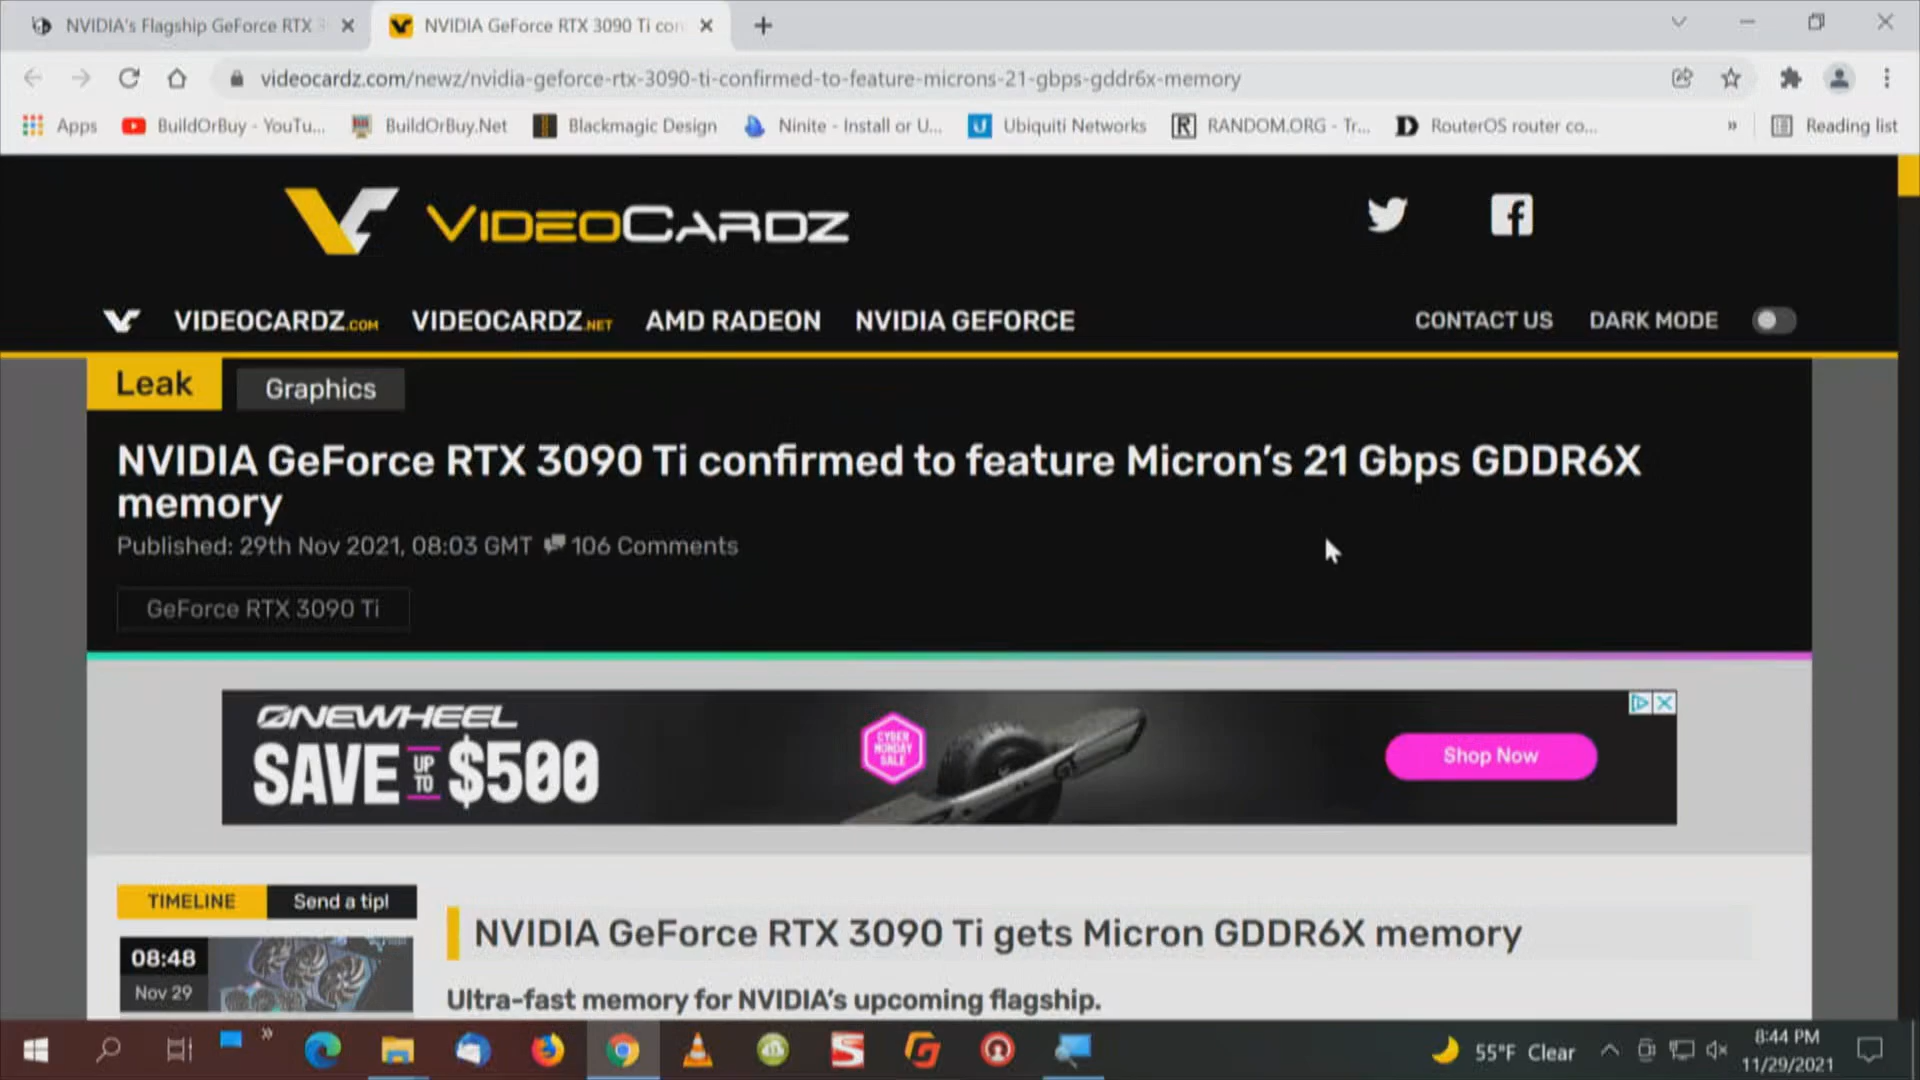 NVIDIA's Flagship GeForce RTX 3
NVIDIA GeForce RTX 3090 Ti con
videocardz.com/newz/nvidia-geforce-rtx-3090-ti-confirmed-to-feature-microns-21-gbps-gddr6x-memory
Apps
BuildOrBuy - YouTu...
BuildOrBuy.Net
Blackmagic Design
Ninite - Install or U...
Ubiquiti Networks
RANDOM.ORG - Tr...
RouterOS router co...
»
Reading list
VIDEOCARDZ
VIDEOCARDZ.COM
VIDEOCARDZ.NET
AMD RADEON
NVIDIA GEFORCE
CONTACT US
DARK MODE
Leak
Graphics
NVIDIA GeForce RTX 3090 Ti confirmed to feature Micron's 21 Gbps GDDR6X
memory
Published: 29th Nov 2021, 08:03 GMT 106 Comments
GeForce RTX 3090 Ti
ONEWHEEL
SAVE UP TO $500
CYBER
MONDAY
SALE
GT
Shop Now
TIMELINE
Send a tip!
NVIDIA GeForce RTX 3090 Ti gets Micron GDDR6X memory
08:48
Nov 29
Ultra-fast memory for NVIDIA's upcoming flagship.
55°F Clear
8:44 PM
11/29/2021